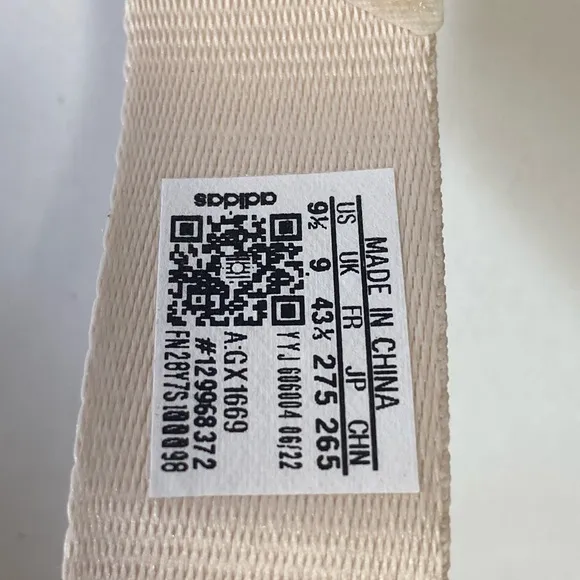 MADE IN CHINA
US UK FR JP CHN
9½ 9 43⅓ 275 265
adidas
YYJ 606004 06/22
A:GX1669
#129968372